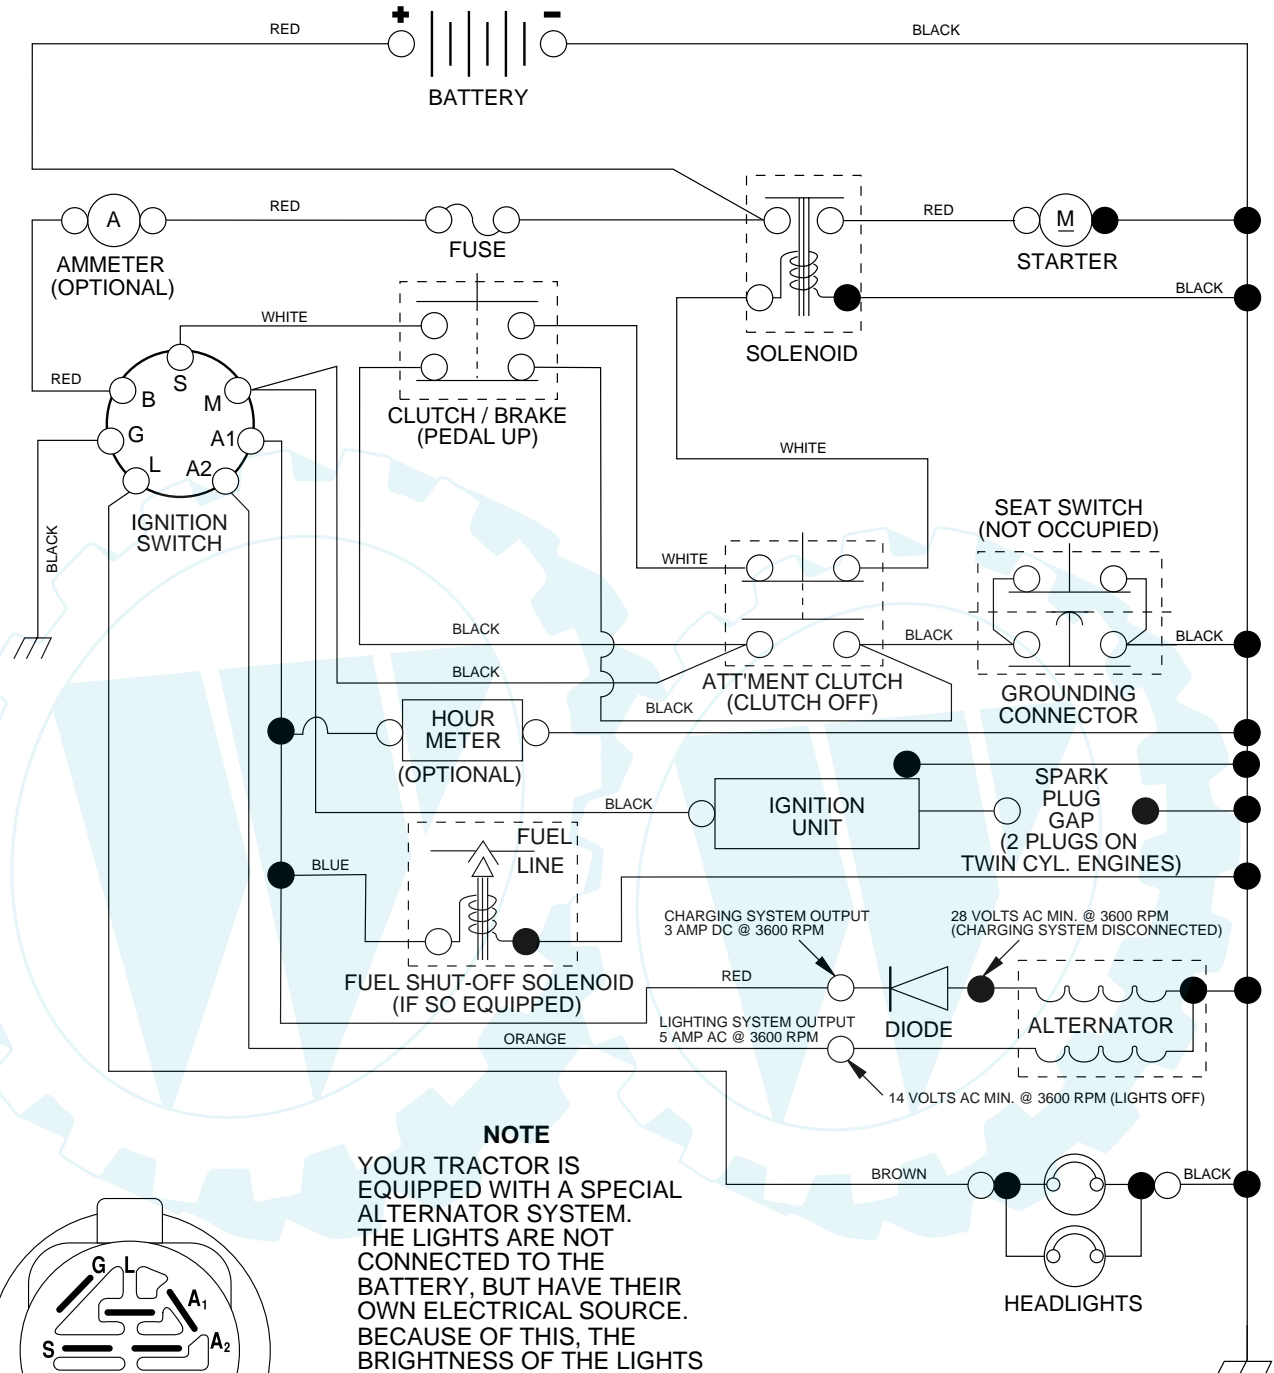 + -
RED
BLACK
BATTERY
RED
A
AMMETER
(OPTIONAL)
FUSE
RED
M
STARTER
BLACK
SOLENOID
WHITE
RED
S
B
M
G
A1
L
A2
IGNITION
SWITCH
BLACK
CLUTCH / BRAKE
(PEDAL UP)
WHITE
SEAT SWITCH
(NOT OCCUPIED)
WHITE
BLACK
BLACK
BLACK
BLACK
ATT'MENT CLUTCH
(CLUTCH OFF)
BLACK
GROUNDING
CONNECTOR
HOUR
METER
(OPTIONAL)
BLACK
IGNITION
UNIT
SPARK
PLUG
GAP
(2 PLUGS ON
TWIN CYL. ENGINES)
BLUE
FUEL
LINE
FUEL SHUT-OFF SOLENOID
(IF SO EQUIPPED)
CHARGING SYSTEM OUTPUT
3 AMP DC @ 3600 RPM
28 VOLTS AC MIN. @ 3600 RPM
(CHARGING SYSTEM DISCONNECTED)
RED
DIODE
ALTERNATOR
LIGHTING SYSTEM OUTPUT
5 AMP AC @ 3600 RPM
ORANGE
14 VOLTS AC MIN. @ 3600 RPM (LIGHTS OFF)
BROWN
BLACK
HEADLIGHTS
NOTE
YOUR TRACTOR IS
EQUIPPED WITH A SPECIAL
ALTERNATOR SYSTEM.
THE LIGHTS ARE NOT
CONNECTED TO THE
BATTERY, BUT HAVE THEIR
OWN ELECTRICAL SOURCE.
BECAUSE OF THIS, THE
BRIGHTNESS OF THE LIGHTS
G L
A1
S
A2